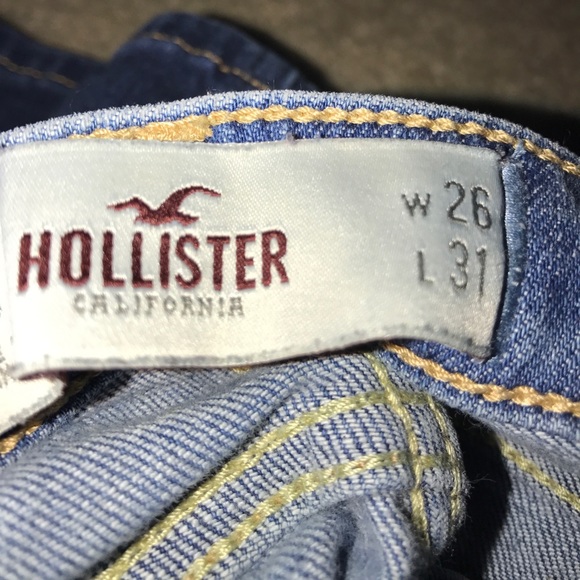 HOLLISTER
CALIFORNIA
W 26
L 31